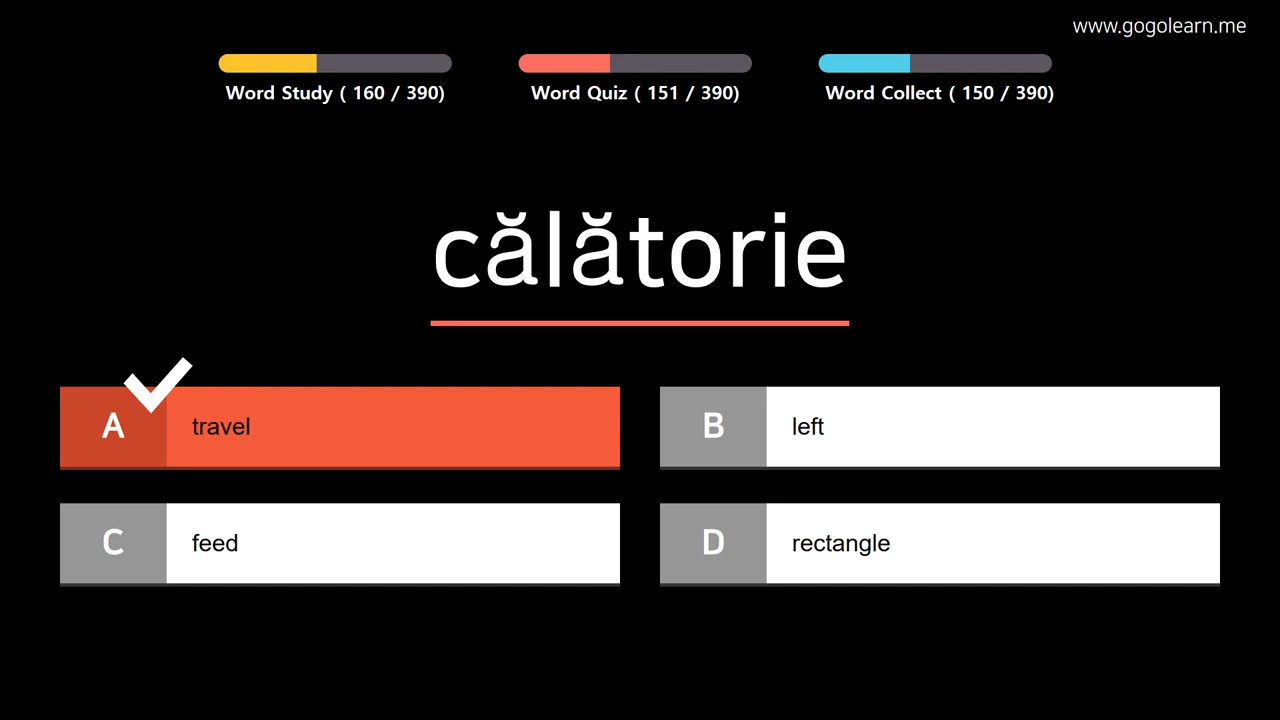 www.gogolearn.me
Word Study ( 160 / 390)
Word Quiz ( 151 / 390)
Word Collect ( 150 / 390)
călătorie
A travel
B left
C feed
D rectangle